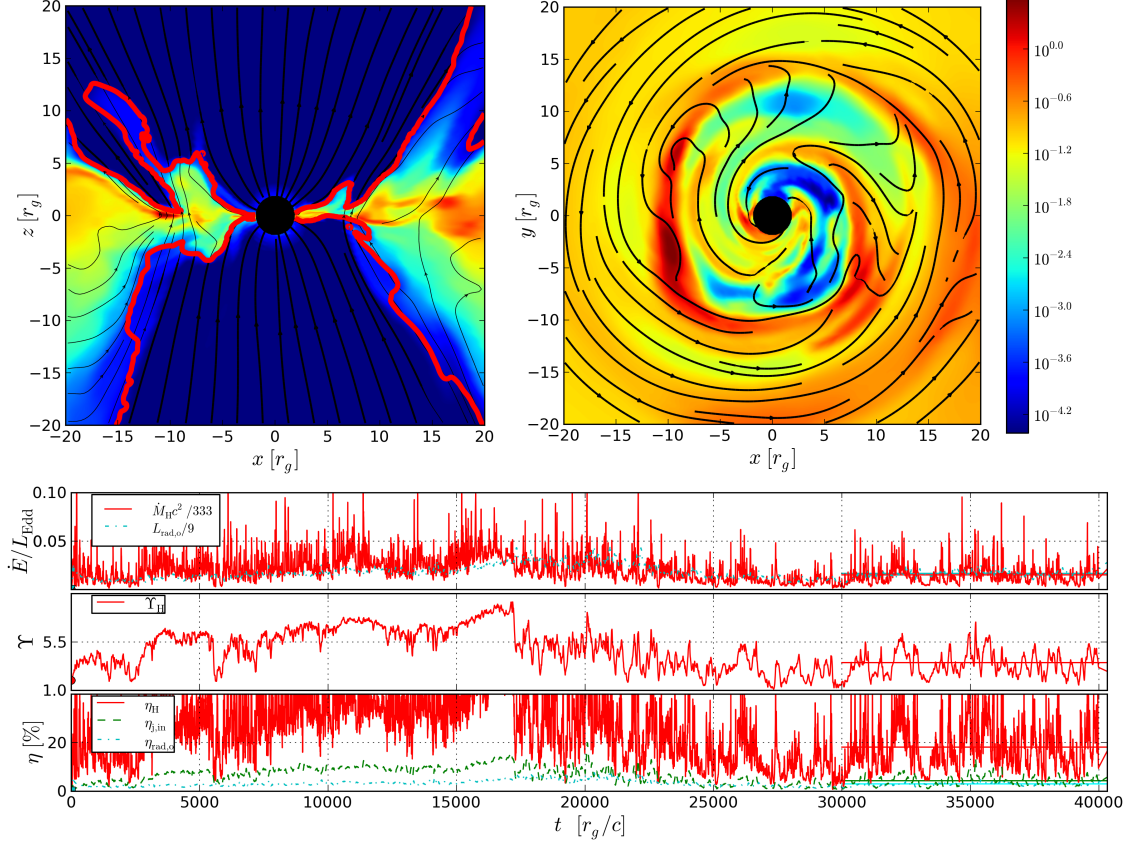 20
15
10
5
0
−5
−10
−15
−20
z [r_g]
−20 −15 −10 −5 0 5 10 15 20
x [r_g]
20
15
10
5
0
−5
−10
−15
−20
y [r_g]
−20 −15 −10 −5 0 5 10 15 20
x [r_g]
10^0.0
10^−0.6
10^−1.2
10^−1.8
10^−2.4
10^−3.0
10^−3.6
10^−4.2
0.10
0.05
Ė/L_Edd
Ṁ_H c² /333
L_rad,o/9
5.5
1.0
Υ
Υ_H
20
0
η [%]
η_H
η_j,in
η_rad,o
0 5000 10000 15000 20000 25000 30000 35000 40000
t [r_g/c]